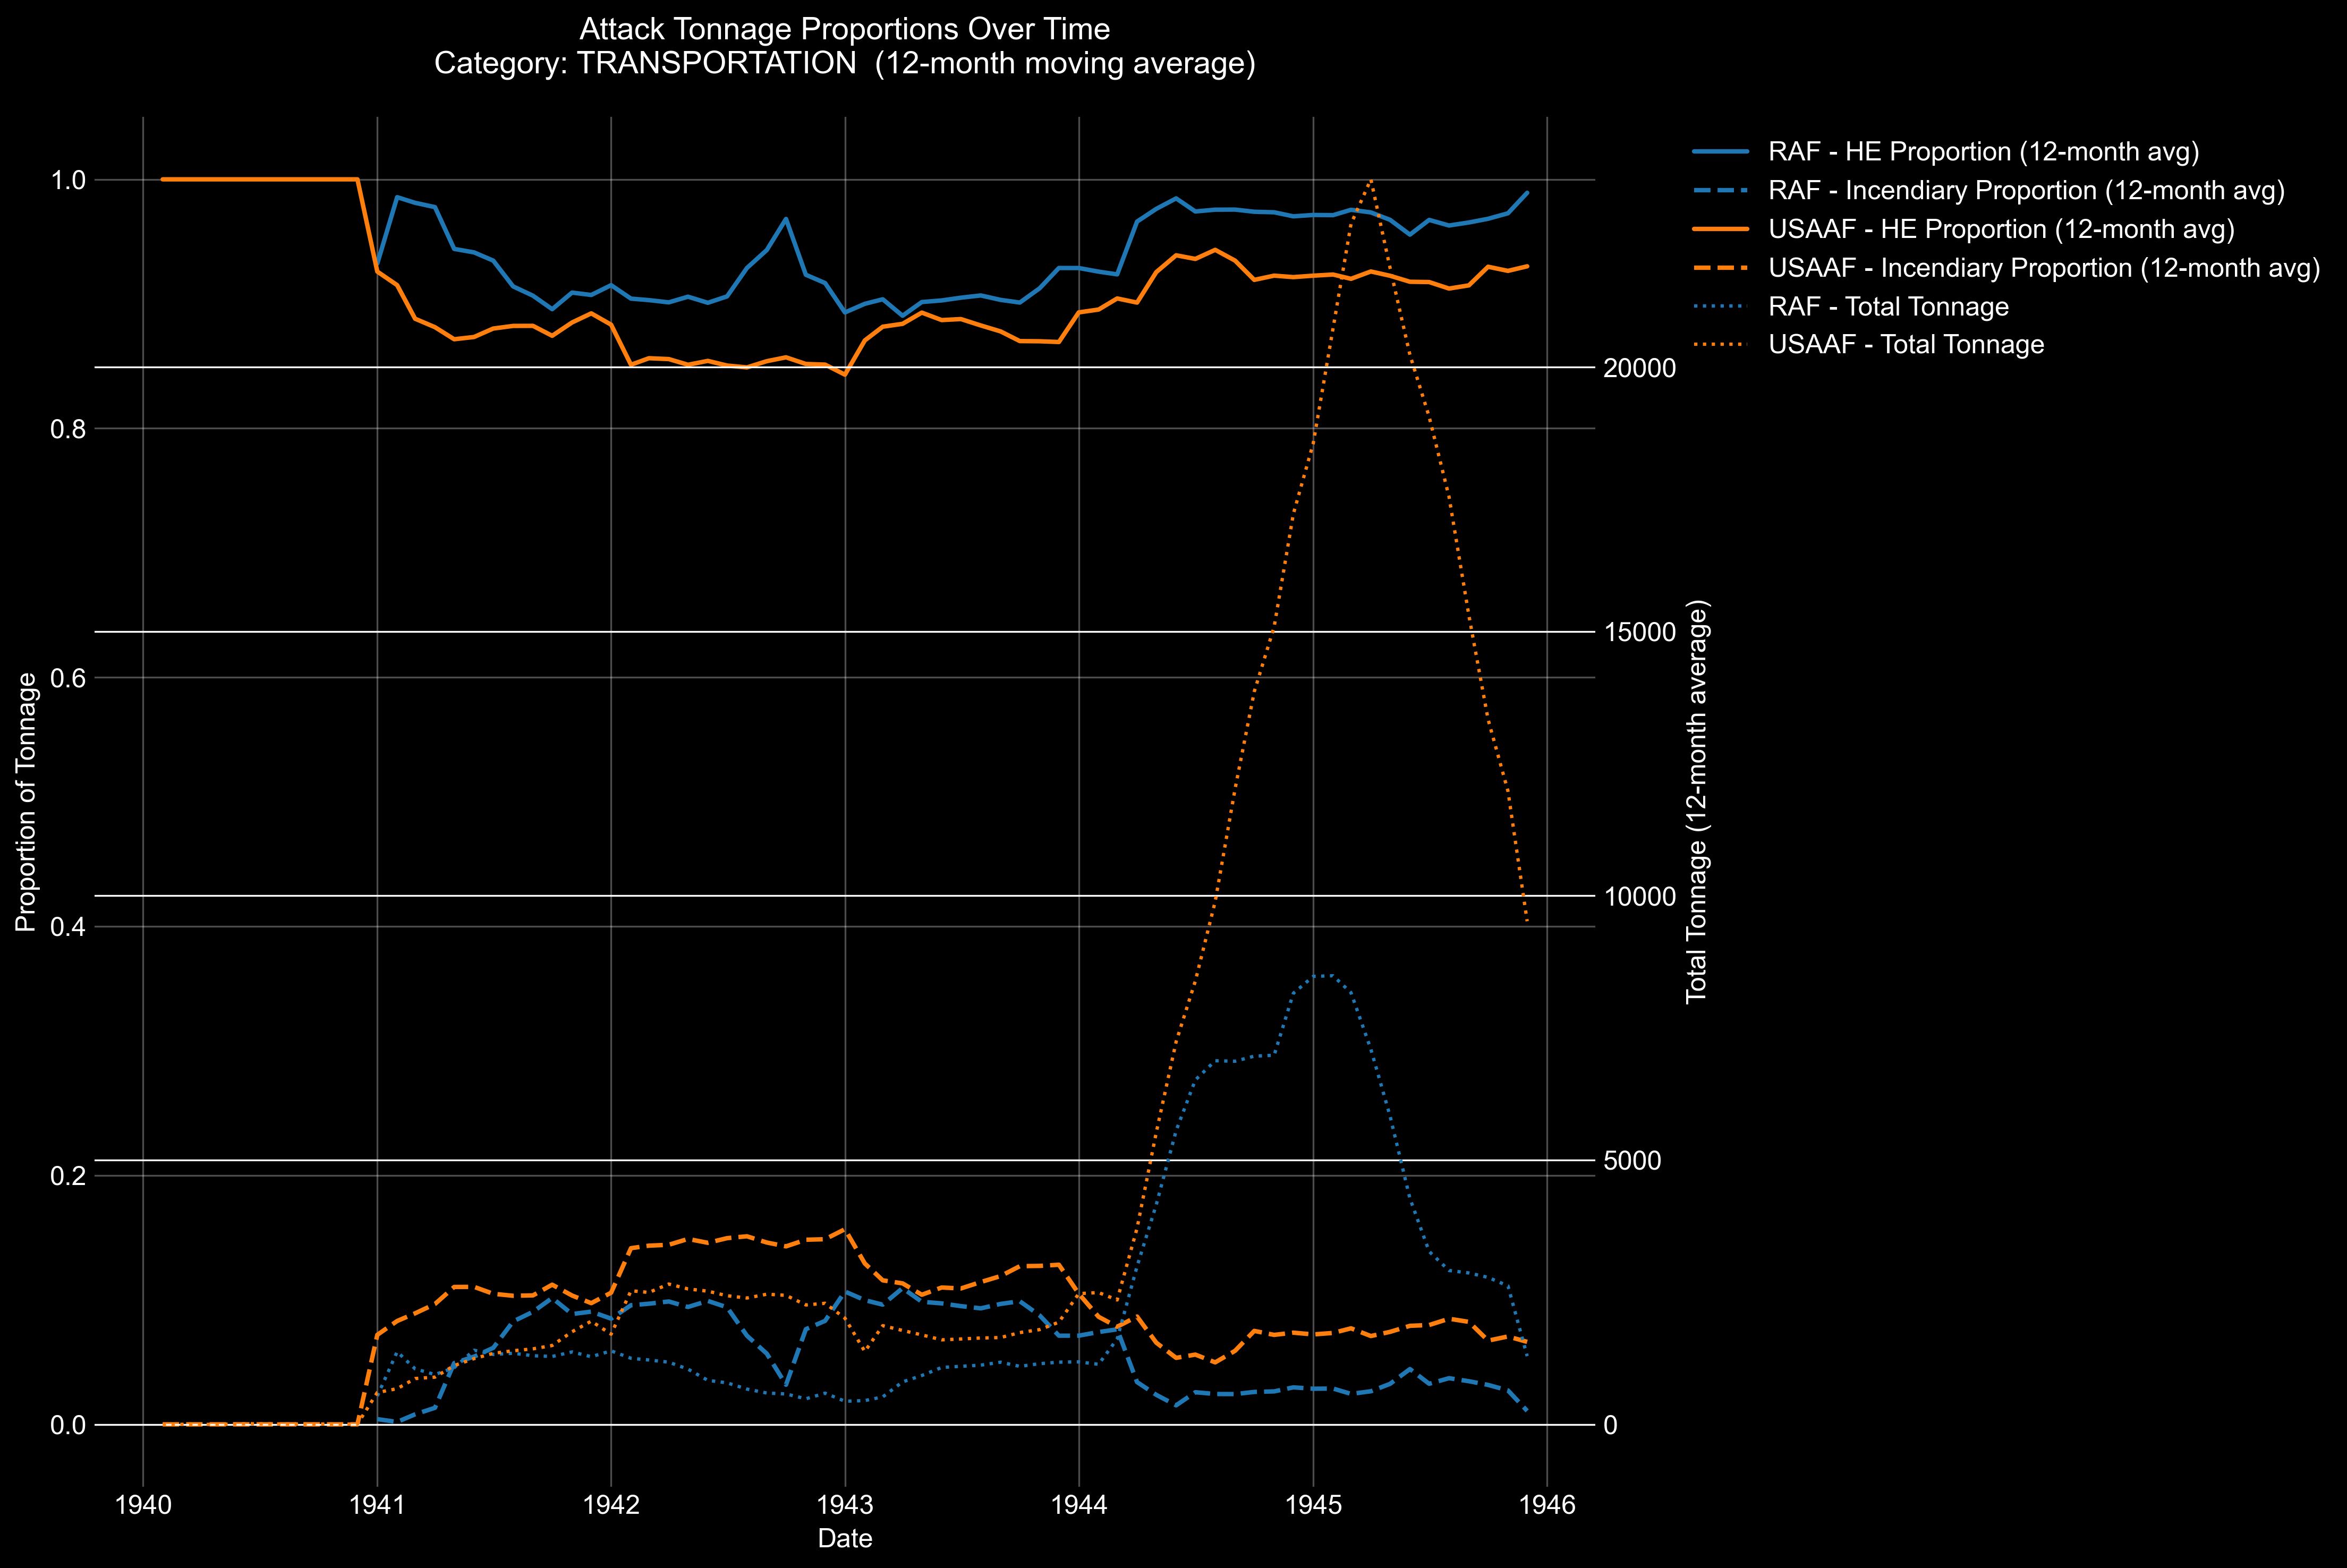 Attack Tonnage Proportions Over Time
Category: TRANSPORTATION  (12-month moving average)
RAF - HE Proportion (12-month avg)
RAF - Incendiary Proportion (12-month avg)
USAAF - HE Proportion (12-month avg)
USAAF - Incendiary Proportion (12-month avg)
RAF - Total Tonnage
USAAF - Total Tonnage
Proportion of Tonnage
1.0
0.8
0.6
0.4
0.2
0.0
20000
15000
10000
5000
0
Total Tonnage (12-month average)
1940
1941
1942
1943
1944
1945
1946
Date